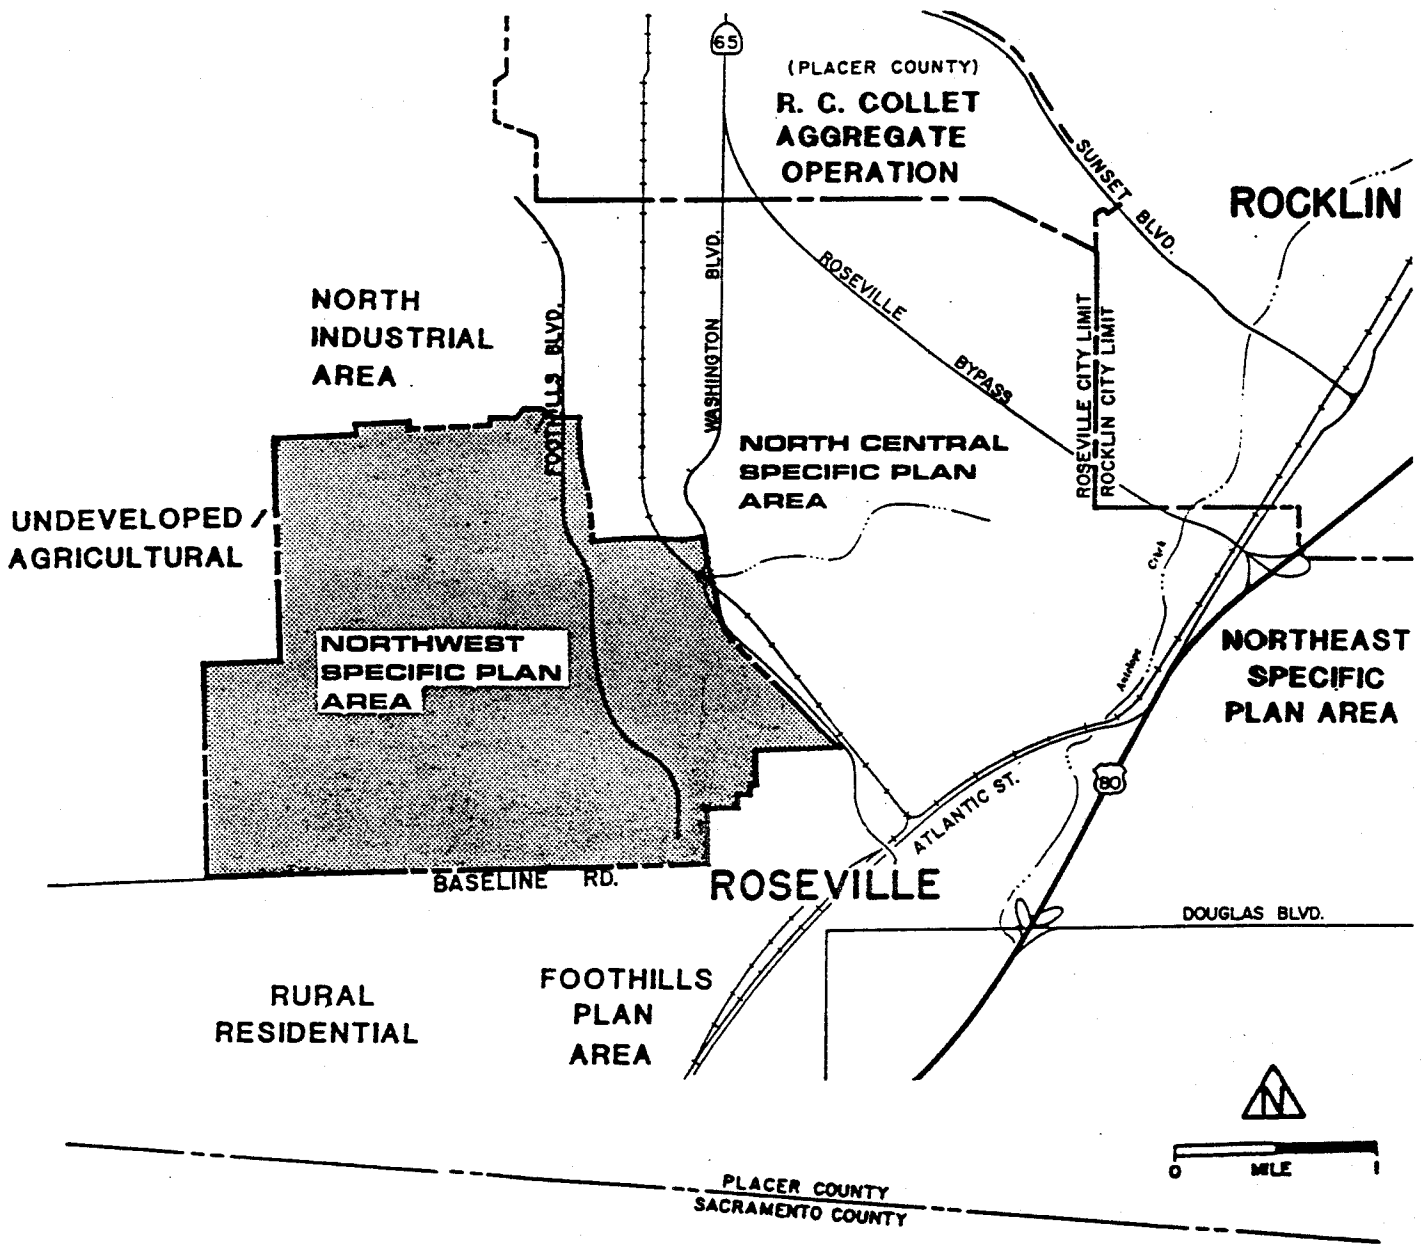 65
(PLACER COUNTY)
R. C. COLLET
AGGREGATE
OPERATION
SUNSET BLVD.
ROCKLIN
WASHINGTON BLVD.
ROSEVILLE BYPASS
NORTH
INDUSTRIAL
AREA
FOOTHILLS BLVD.
ROSEVILLE CITY LIMIT
ROCKLIN CITY LIMIT
NORTH CENTRAL
SPECIFIC PLAN
AREA
UNDEVELOPED /
AGRICULTURAL
Antelope Creek
NORTHWEST
SPECIFIC PLAN
AREA
NORTHEAST
SPECIFIC
PLAN AREA
80
ATLANTIC ST.
BASELINE RD.
ROSEVILLE
DOUGLAS BLVD.
RURAL
RESIDENTIAL
FOOTHILLS
PLAN
AREA
N
0 MILE 1
PLACER COUNTY
SACRAMENTO COUNTY